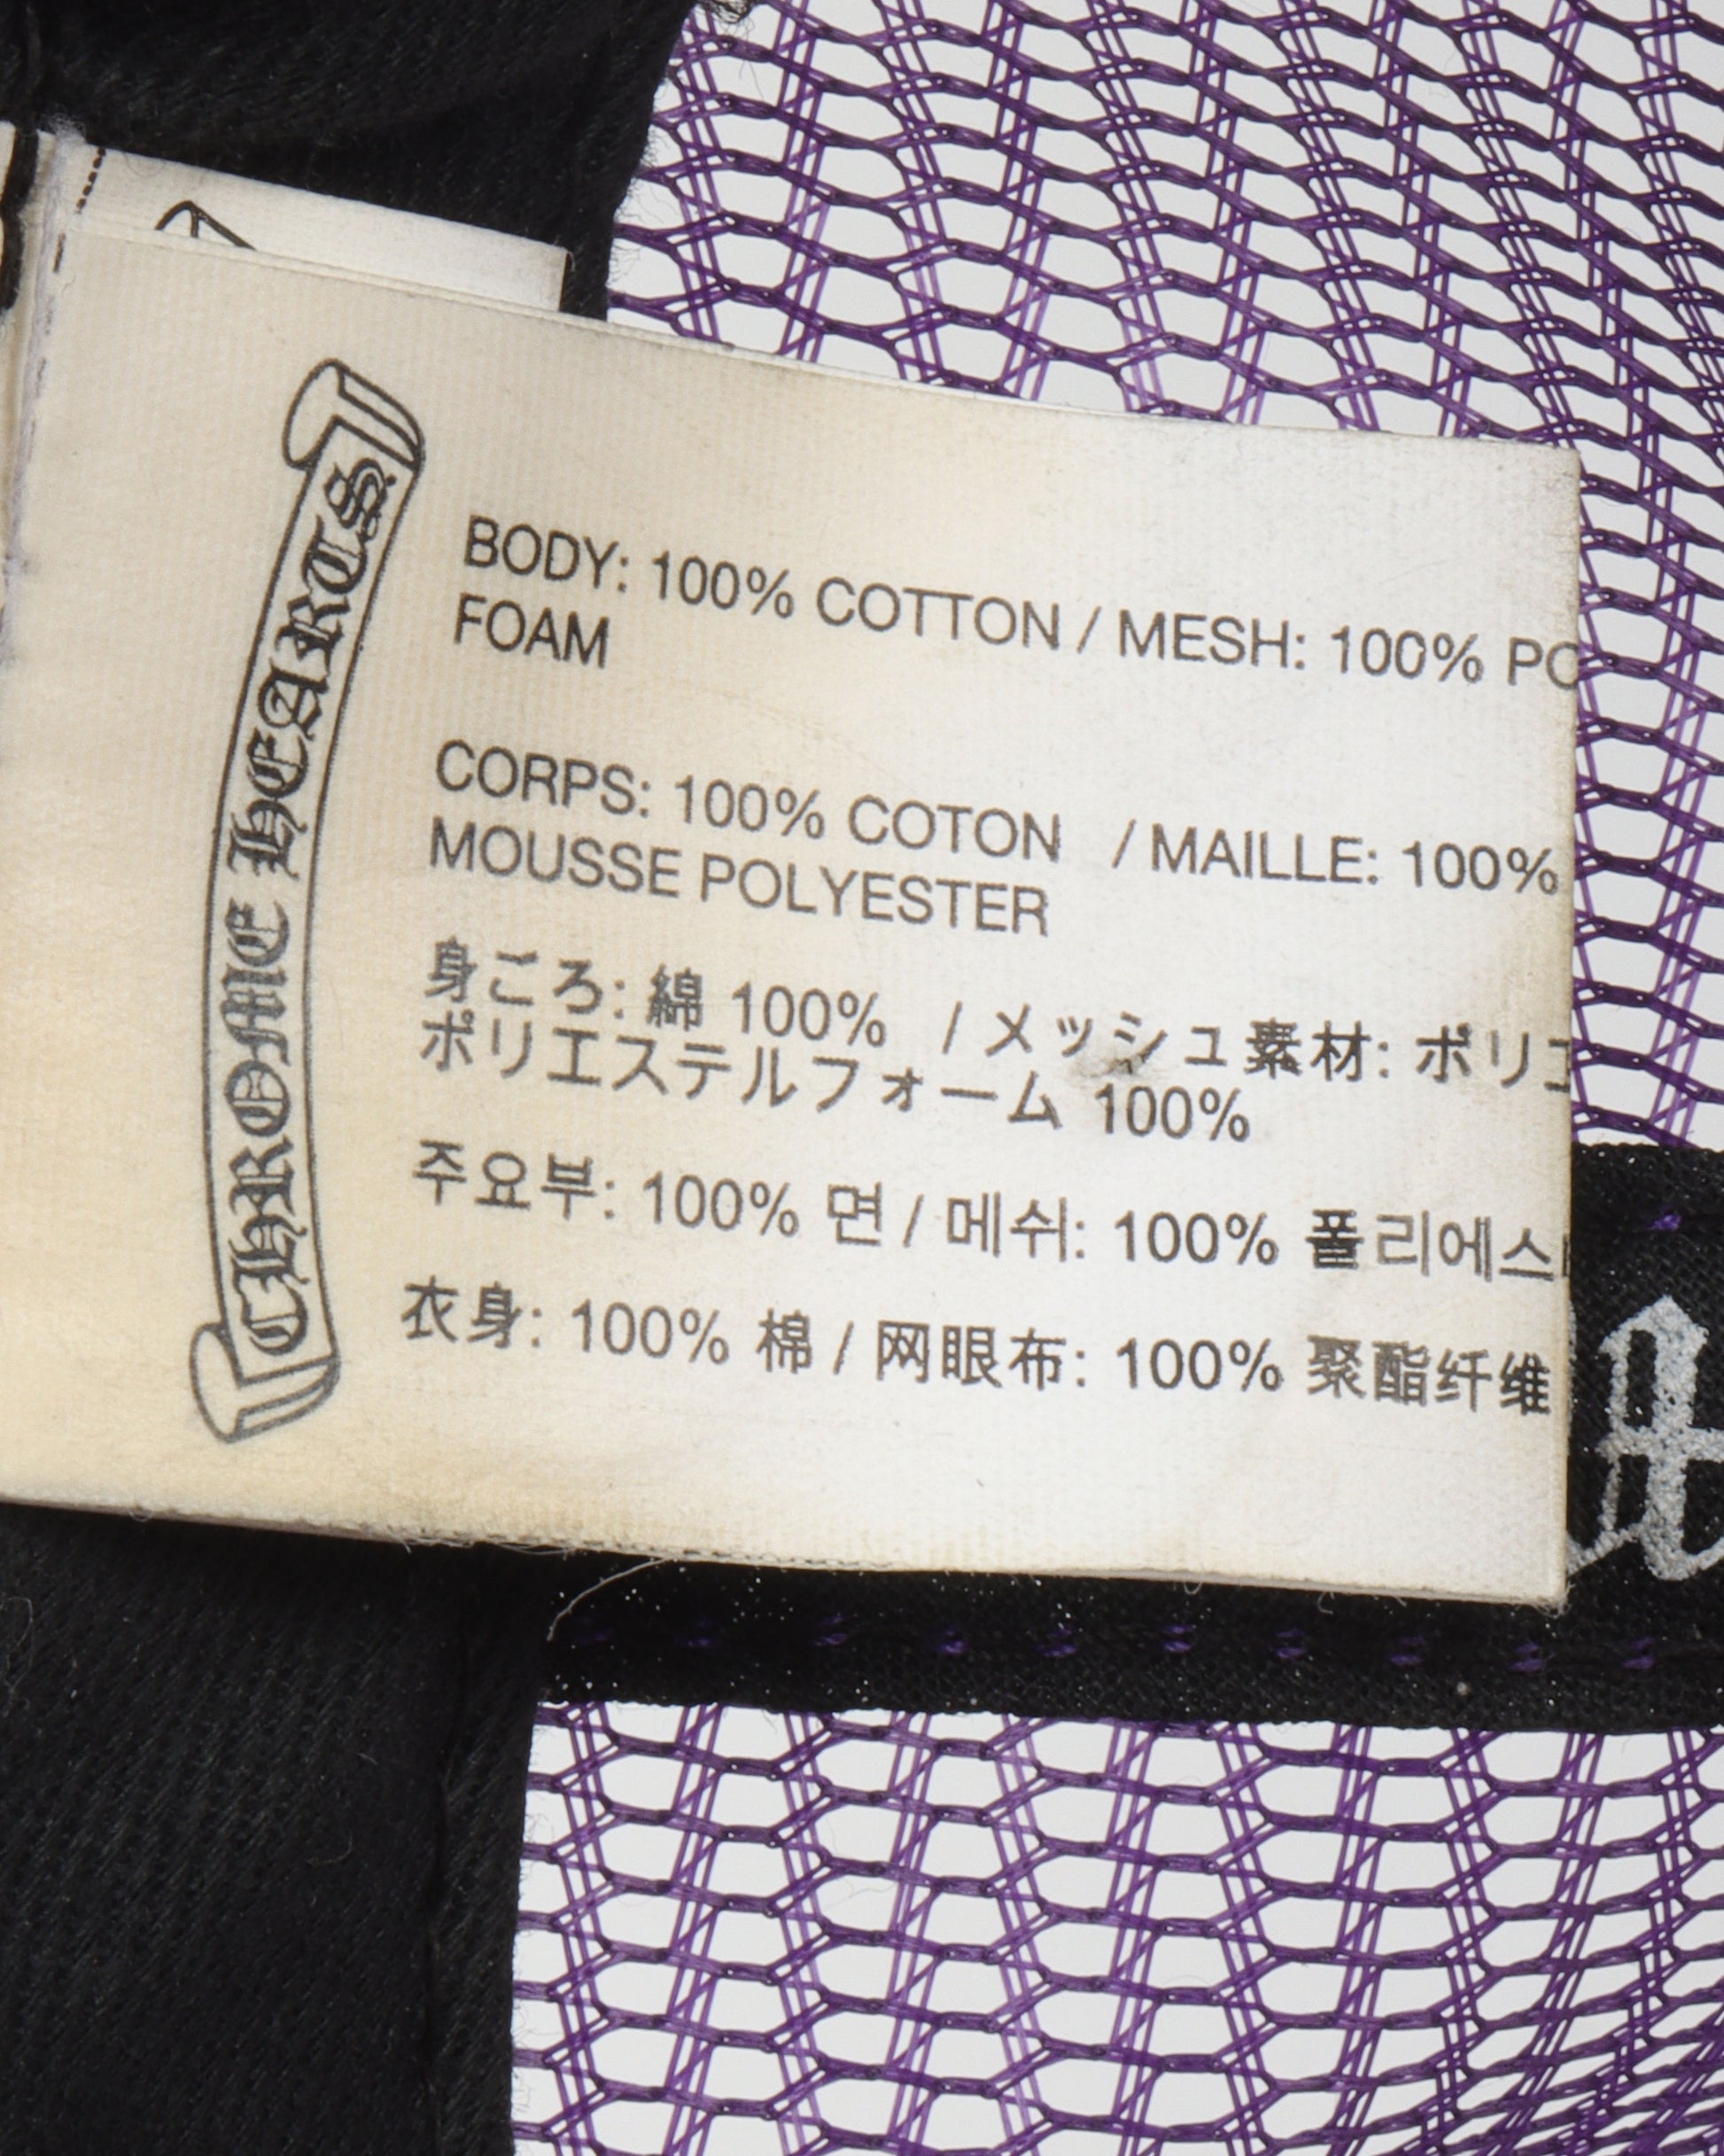 CHROME HEARTS
BODY: 100% COTTON / MESH: 100%
FOAM
CORPS: 100% COTON / MAILLE: 100%
MOUSSE POLYESTER
身ごろ: 綿 100% / メッシュ素材: ポリエ
ポリエステルフォーム 100%
주요부: 100% 면 / 메쉬: 100% 폴리에스
衣身: 100% 棉 / 网眼布: 100% 聚酯纤维